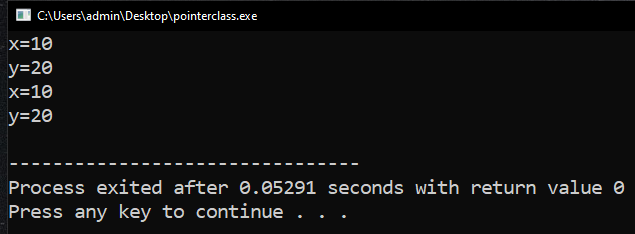 C:\Users\admin\Desktop\pointerclass.exe
x=10
y=20
x=10
y=20
--------------------------------
Process exited after 0.05291 seconds with return value 0
Press any key to continue . . .